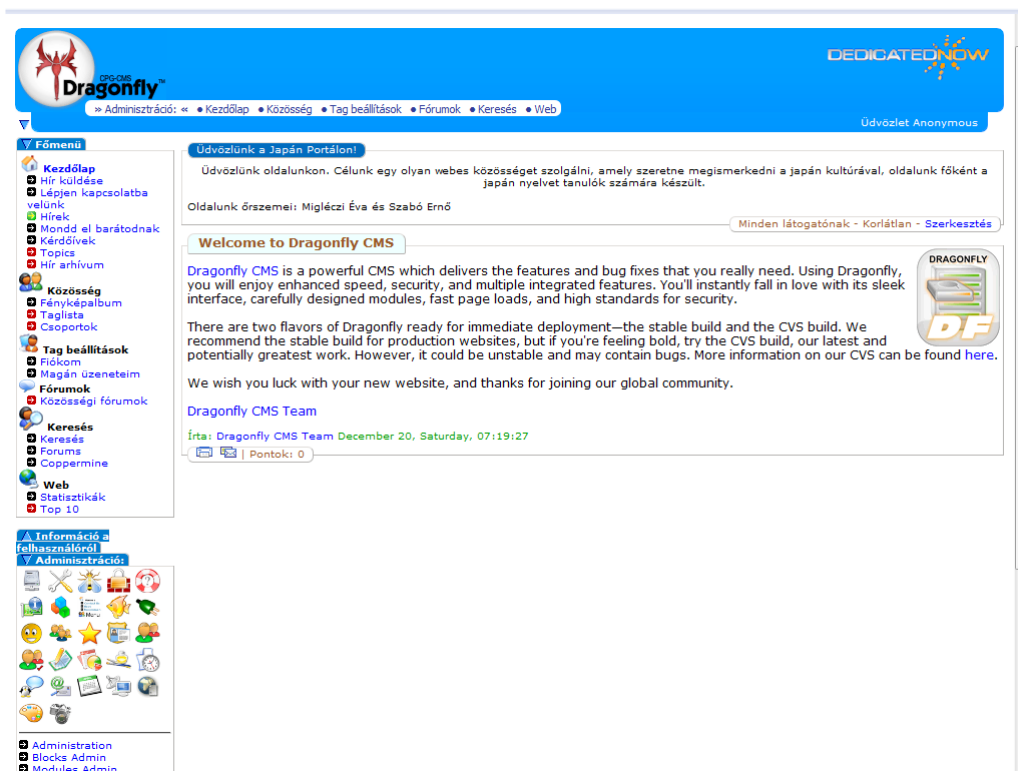 DEDICATEDNOW
CPG-CMS
Dragonfly™
» Adminisztráció: « • Kezdőlap • Közösség • Tag beállítások • Fórumok • Keresés • Web
Üdvözlet Anonymous
Főmenü
Kezdőlap
Hír küldése
Lépjen kapcsolatba
velünk
Hírek
Mondd el barátodnak
Kérdőívek
Topics
Hír arhívum
Közösség
Fényképalbum
Taglista
Csoportok
Tag beállítások
Fiókom
Magán üzeneteim
Fórumok
Közösségi fórumok
Keresés
Keresés
Forums
Coppermine
Web
Statisztikák
Top 10
Információ a
felhasználóról
Adminisztráció:
Menu
Administration
Blocks Admin
Modules Admin
Üdvözlünk a Japán Portálon!
Üdvözlünk oldalunkon. Célunk egy olyan webes közösséget szolgálni, amely szeretne megismerkedni a japán kultúrával, oldalunk főként a
japán nyelvet tanulók számára készült.
Oldalunk őrszemei: Migléczi Éva és Szabó Ernő
Minden látogatónak - Korlátlan - Szerkesztés
Welcome to Dragonfly CMS
DRAGONFLY
DF
Dragonfly CMS is a powerful CMS which delivers the features and bug fixes that you really need. Using Dragonfly,
you will enjoy enhanced speed, security, and multiple integrated features. You'll instantly fall in love with its sleek
interface, carefully designed modules, fast page loads, and high standards for security.
There are two flavors of Dragonfly ready for immediate deployment—the stable build and the CVS build. We
recommend the stable build for production websites, but if you're feeling bold, try the CVS build, our latest and
potentially greatest work. However, it could be unstable and may contain bugs. More information on our CVS can be found here.
We wish you luck with your new website, and thanks for joining our global community.
Dragonfly CMS Team
Írta: Dragonfly CMS Team December 20, Saturday, 07:19:27
| Pontok: 0